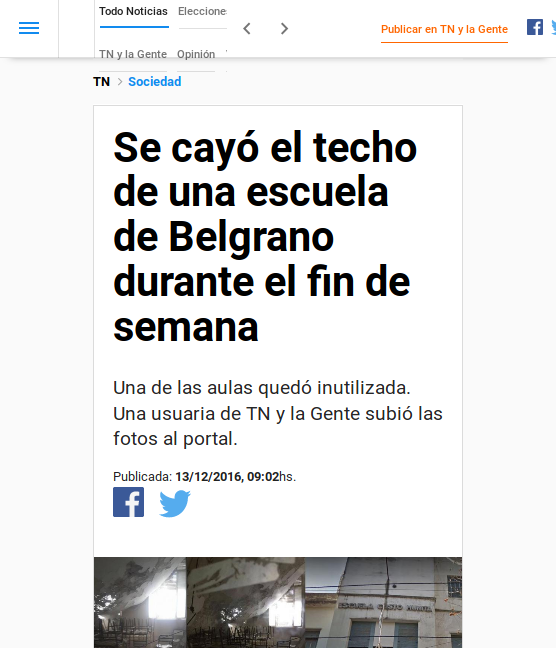 Todo Noticias
Publicar en TN y la Gente
TN y la Gente Opinión
TN > Sociedad
Se cayó el techo
de una escuela
de Belgrano
durante el fin de
semana
Una de las aulas quedó inutilizada.
Una usuaria de TN y la Gente subió las
fotos al portal.
Publicada: 13/12/2016, 09:02hs.
ESCUELA CASTO MUNITA